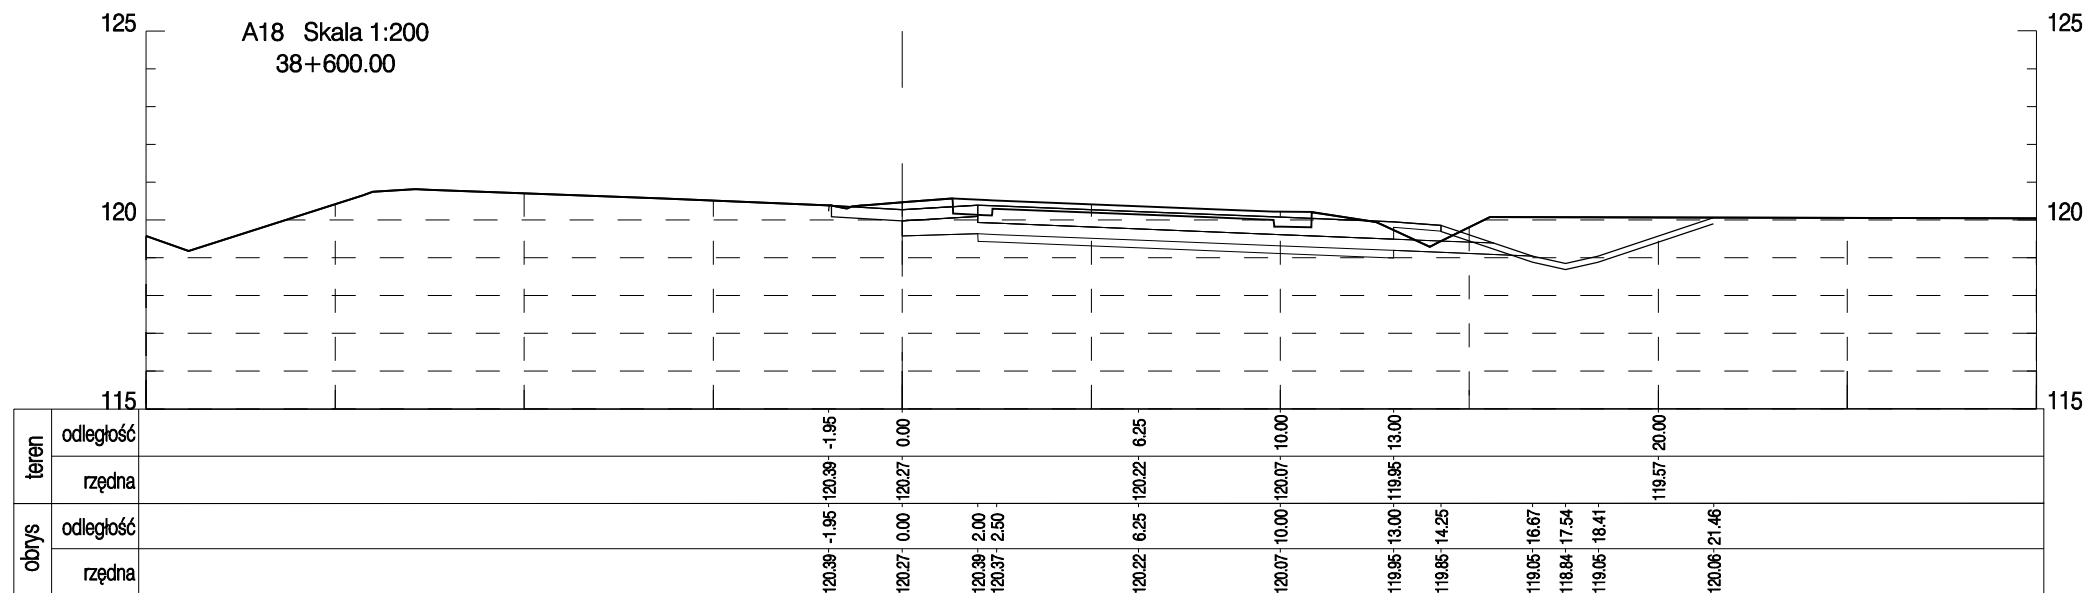 125
A18 Skala 1:200
125
38+600.00
120
120
115
115
teren
odległość -1.95 0.00 6.25 10.00 13.00 20.00
rzędna 120.39 120.27 120.22 120.07 119.95 119.57
obrys
odległość -1.95 0.00 2.00 2.50 6.25 10.00 13.00 14.25 16.67 17.54 18.41 21.46
rzędna 120.39 120.27 120.39 120.37 120.22 120.07 119.95 119.85 119.05 118.84 119.05 120.06